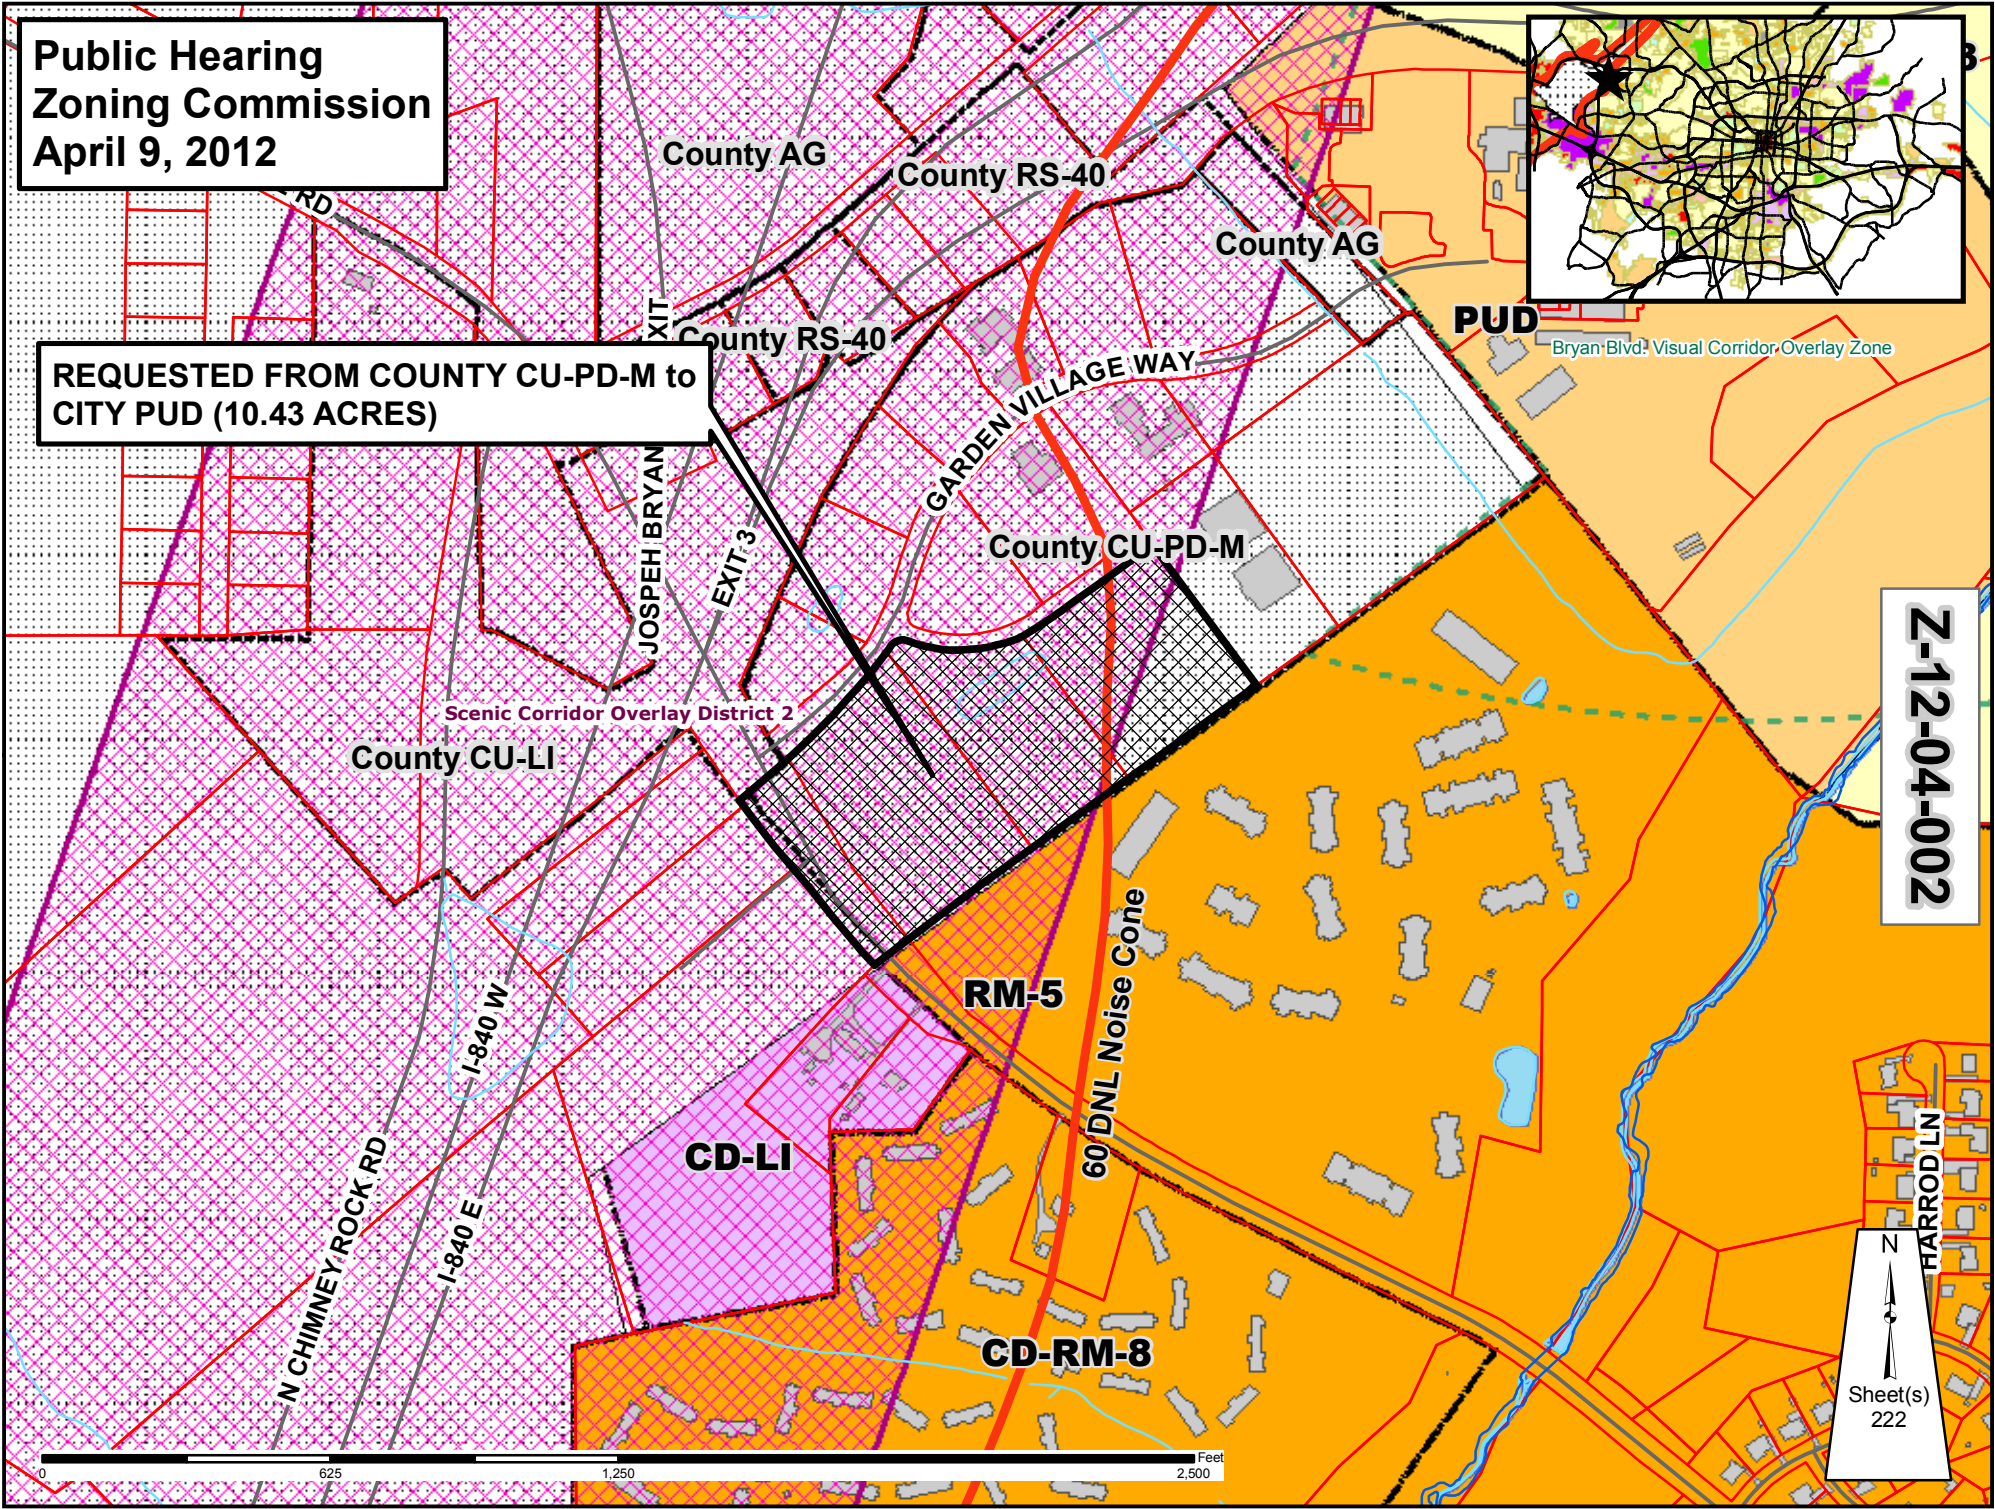 Public Hearing
Zoning Commission
April 9, 2012
RD
County AG
County RS-40
County AG
PUD
Bryan Blvd. Visual Corridor Overlay Zone
XIT
County RS-40
REQUESTED FROM COUNTY CU-PD-M to
CITY PUD (10.43 ACRES)
GARDEN VILLAGE WAY
JOSPEH BRYAN
EXIT 3
County CU-PD-M
Z-12-04-002
Scenic Corridor Overlay District 2
County CU-LI
RM-5
60 DNL Noise Cone
I-840 W
CD-LI
N CHIMNEY ROCK RD
I-840 E
HARROD LN
CD-RM-8
N
Sheet(s)
222
Feet
0 625 1,250 2,500